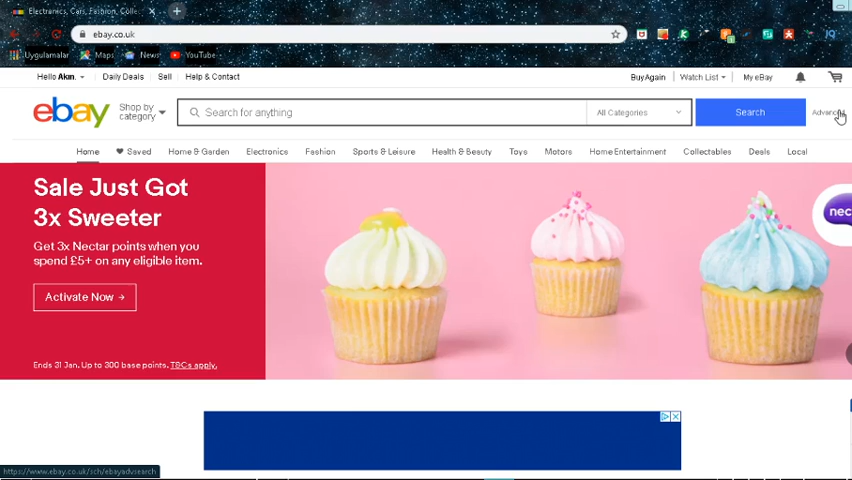 Electronics, Cars, Fashion, Colle
ebay.co.uk
Uygulamalar Maps News YouTube
Hello Akın. Daily Deals Sell Help & Contact Buy Again Watch List My eBay
ebay Shop by category Search for anything All Categories Search Advanced
Home Saved Home & Garden Electronics Fashion Sports & Leisure Health & Beauty Toys Motors Home Entertainment Collectables Deals Local
Sale Just Got
3x Sweeter
nec
Get 3x Nectar points when you
spend £5+ on any eligible item.
Activate Now →
Ends 31 Jan. Up to 300 base points. T&Cs apply.
https://www.ebay.co.uk/sch/ebayadvsearch